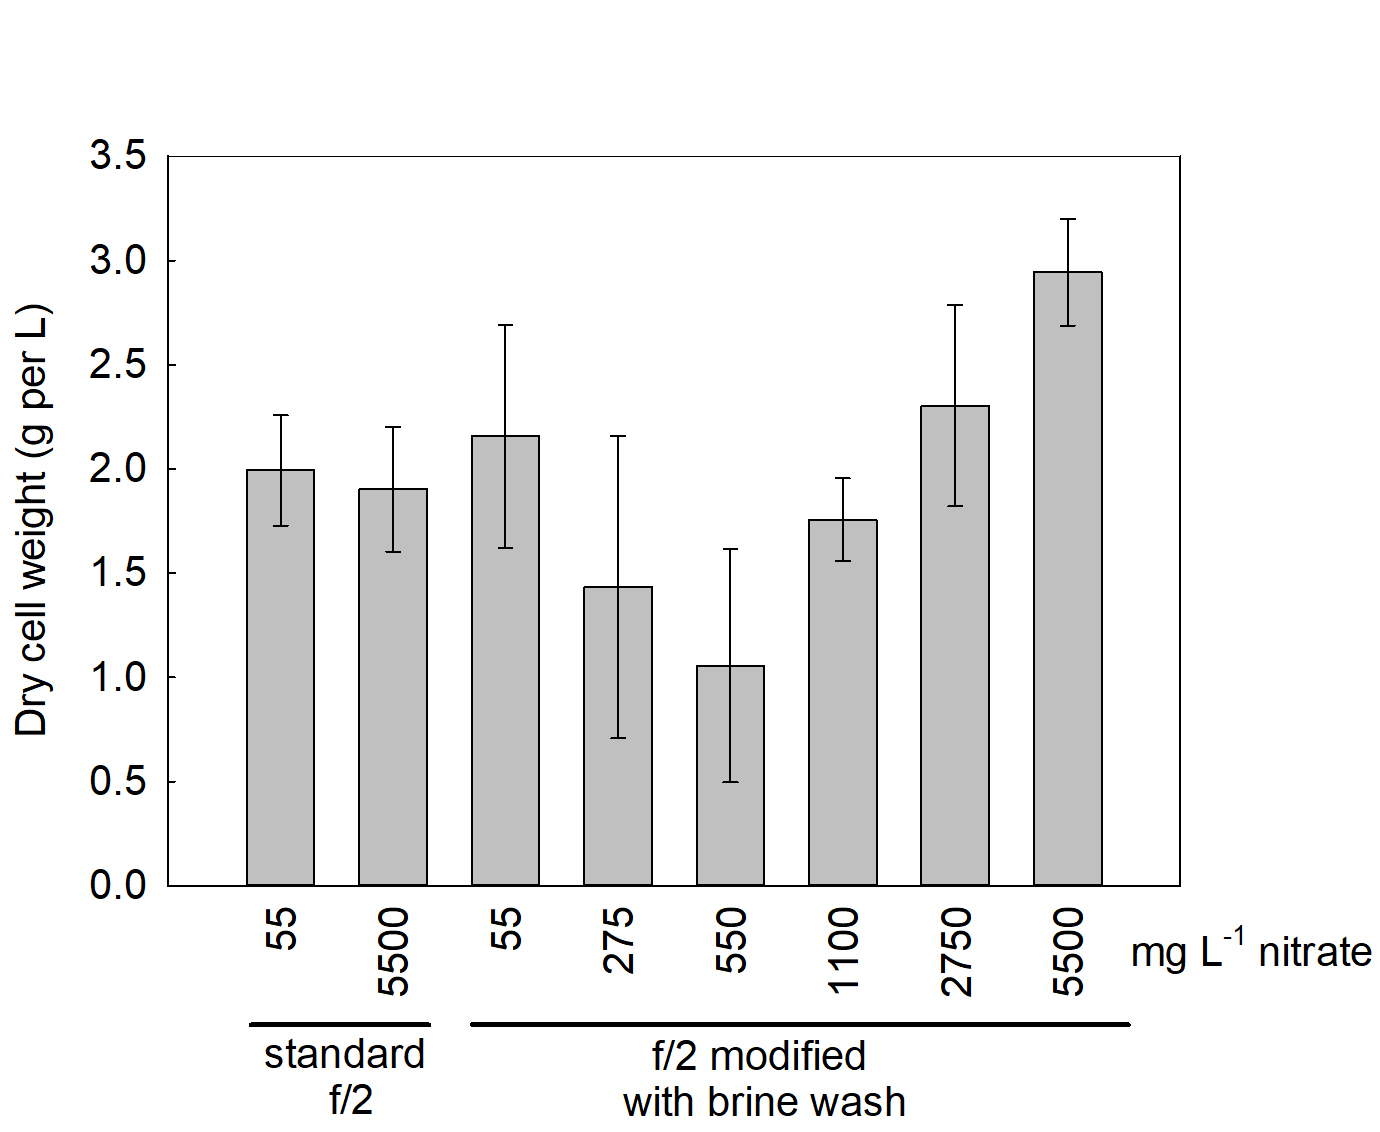 3.5
3.0
2.5
2.0
1.5
1.0
0.5
0.0
Dry cell weight (g per L)
55
5500
55
275
550
1100
2750
5500
mg L-1 nitrate
standard
f/2
f/2 modified
with brine wash